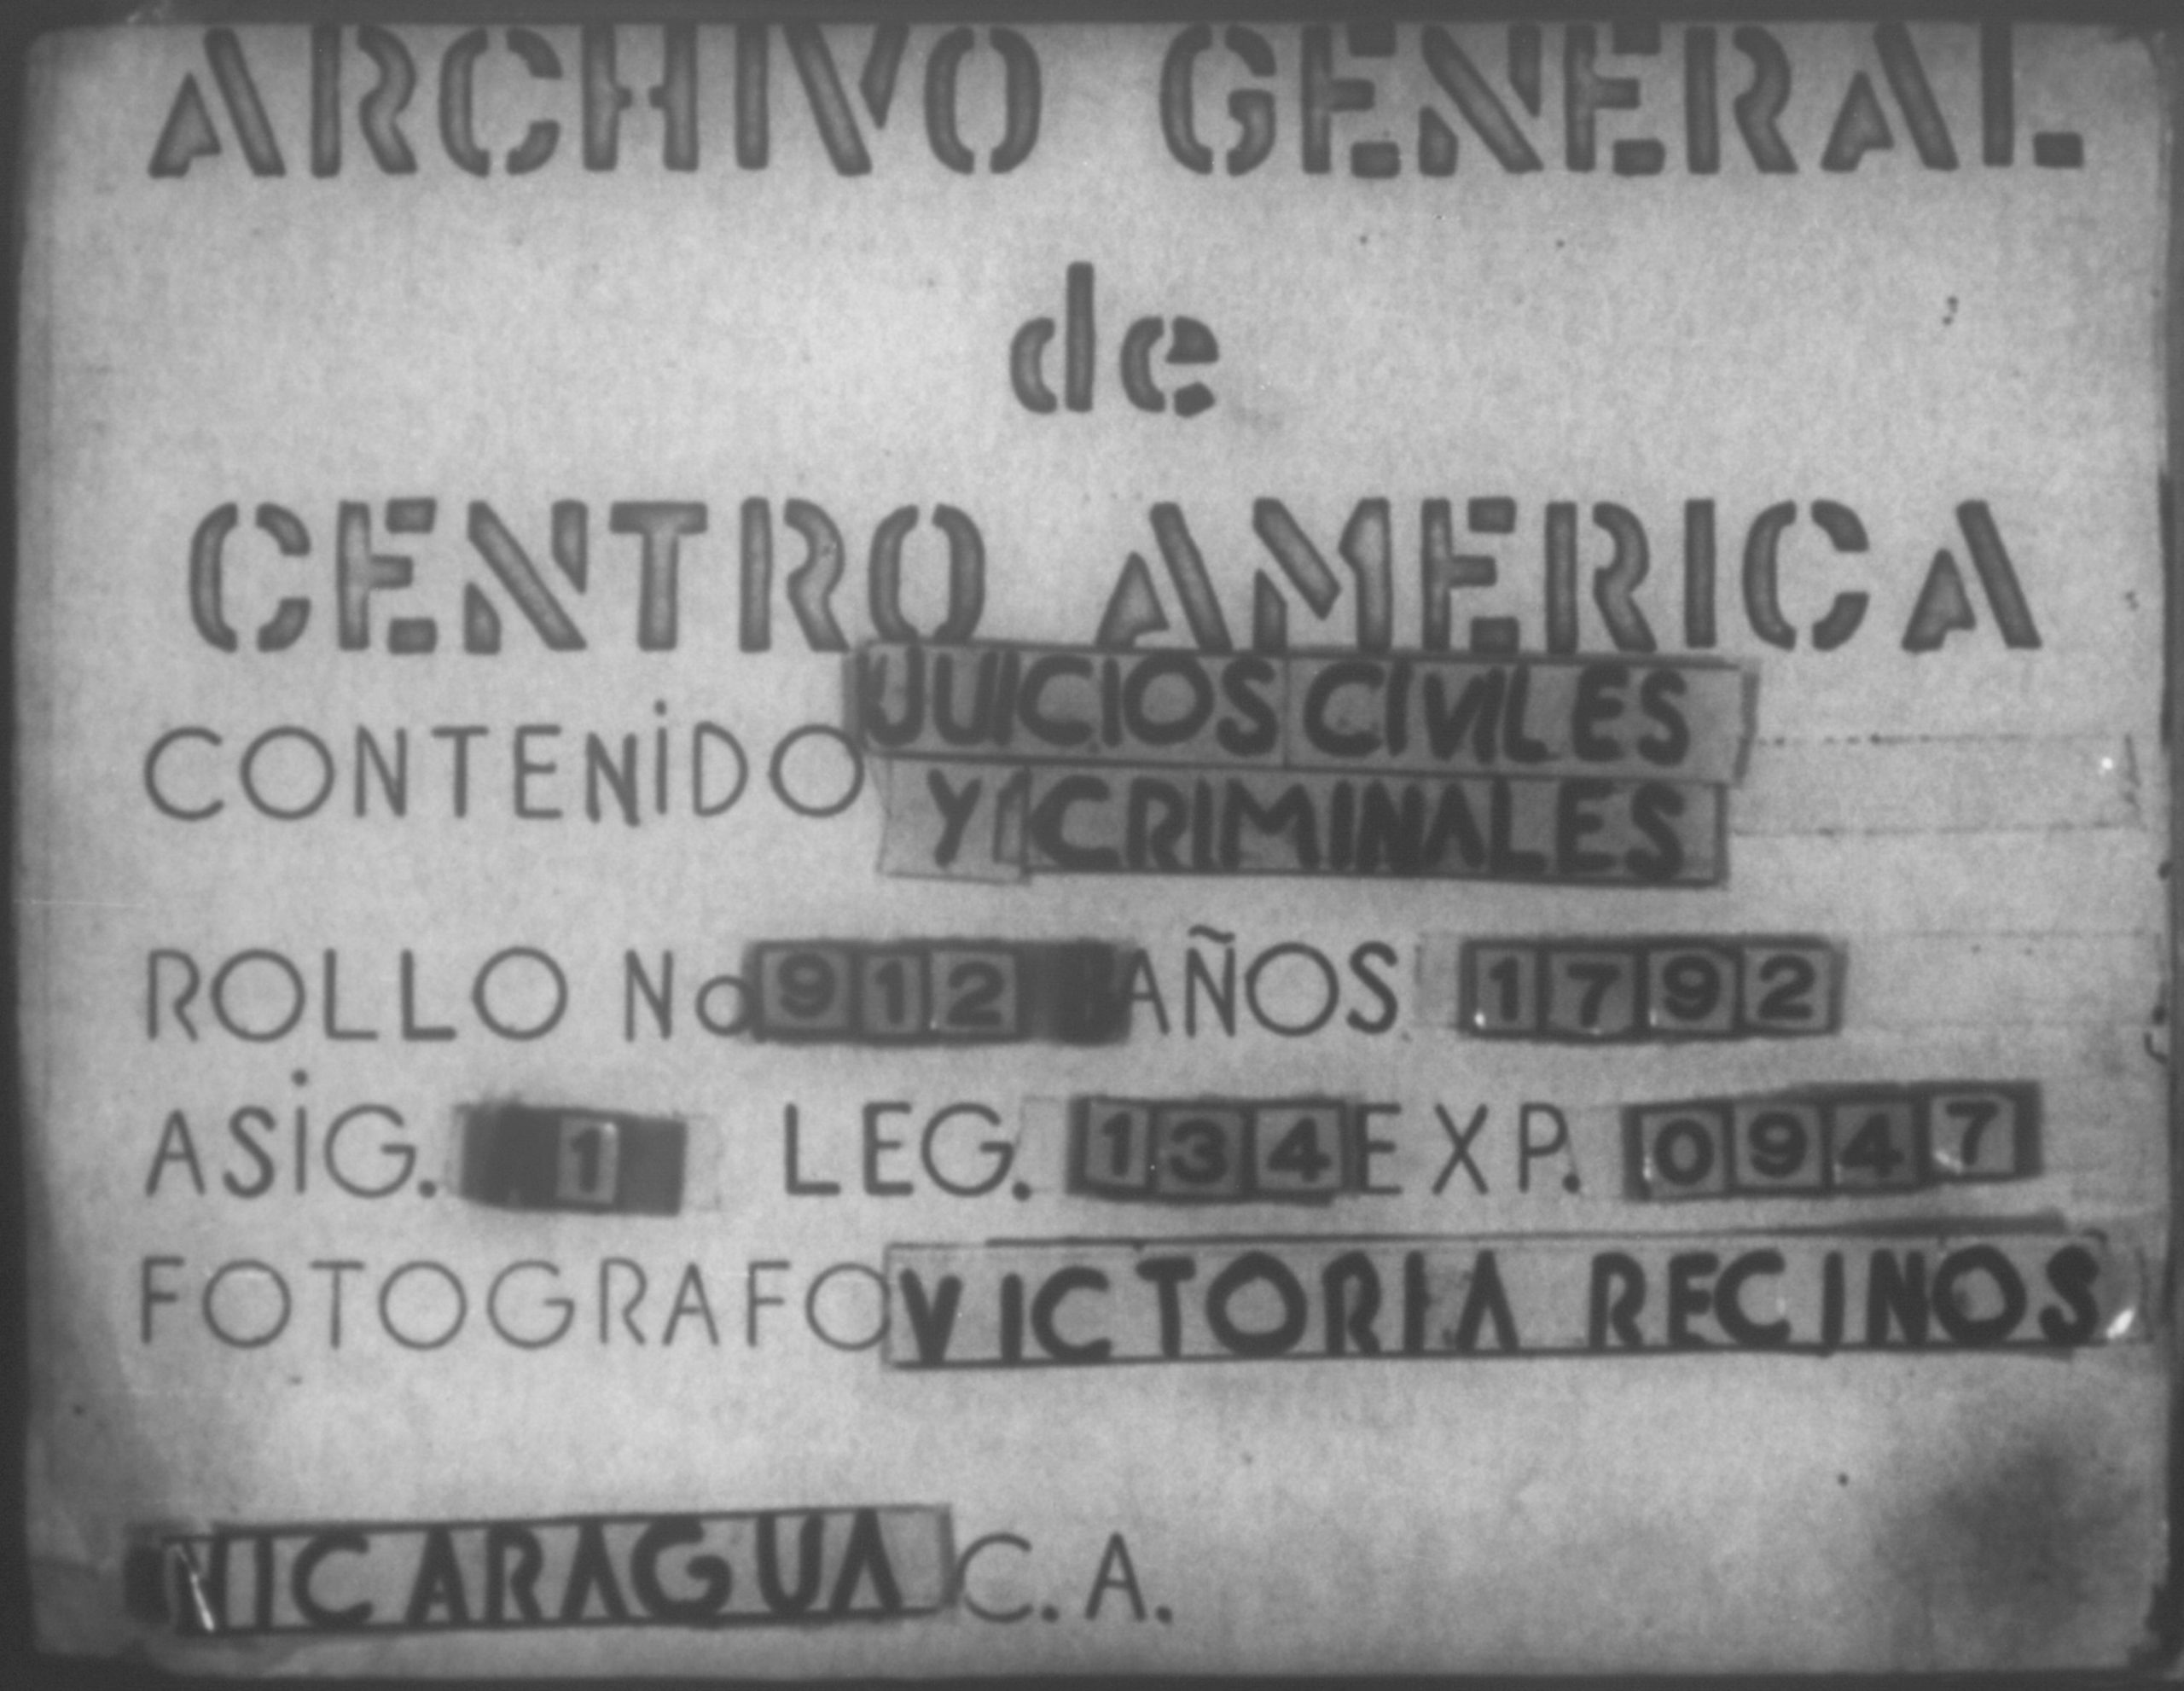 ARCHIVO GENERAL
de
CENTRO AMERICA
CONTENIDO JUICIOS CIVILES
Y CRIMINALES
ROLLO No 912 AÑOS 1792
ASIG. 1 LEG. 134 EXP. 0947
FOTOGRAFO VICTORIA RECINOS
NICARAGUA C.A.